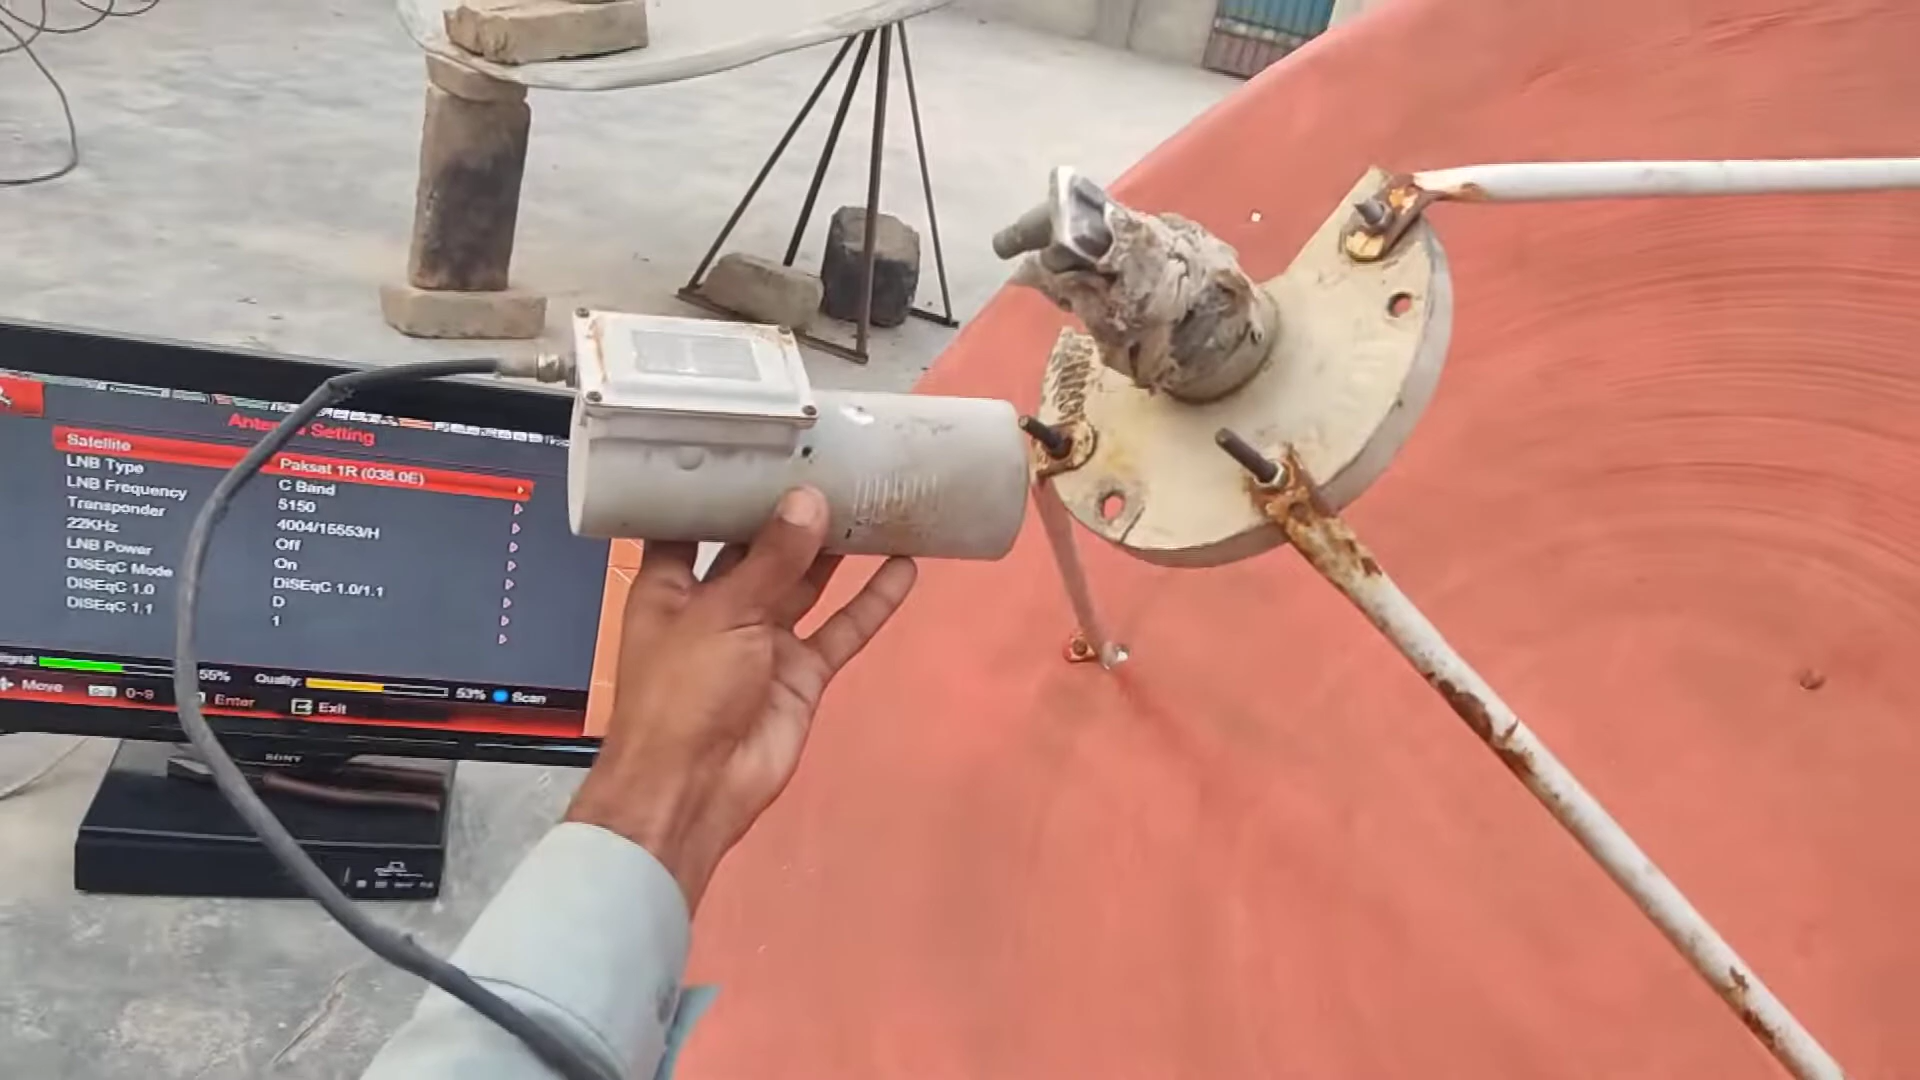 Antenna Setting
Satellite Paksat 1R (038.0E)
LNB Type C Band
LNB Frequency 5150
Transponder 4004/15553/H
22KHz Off
LNB Power On
DiSEqC Mode DiSEqC 1.0/1.1
DiSEqC 1.0 D
DiSEqC 1.1 1
55% Quality: 53% Scan
Move 0~9 Enter Exit
SONY